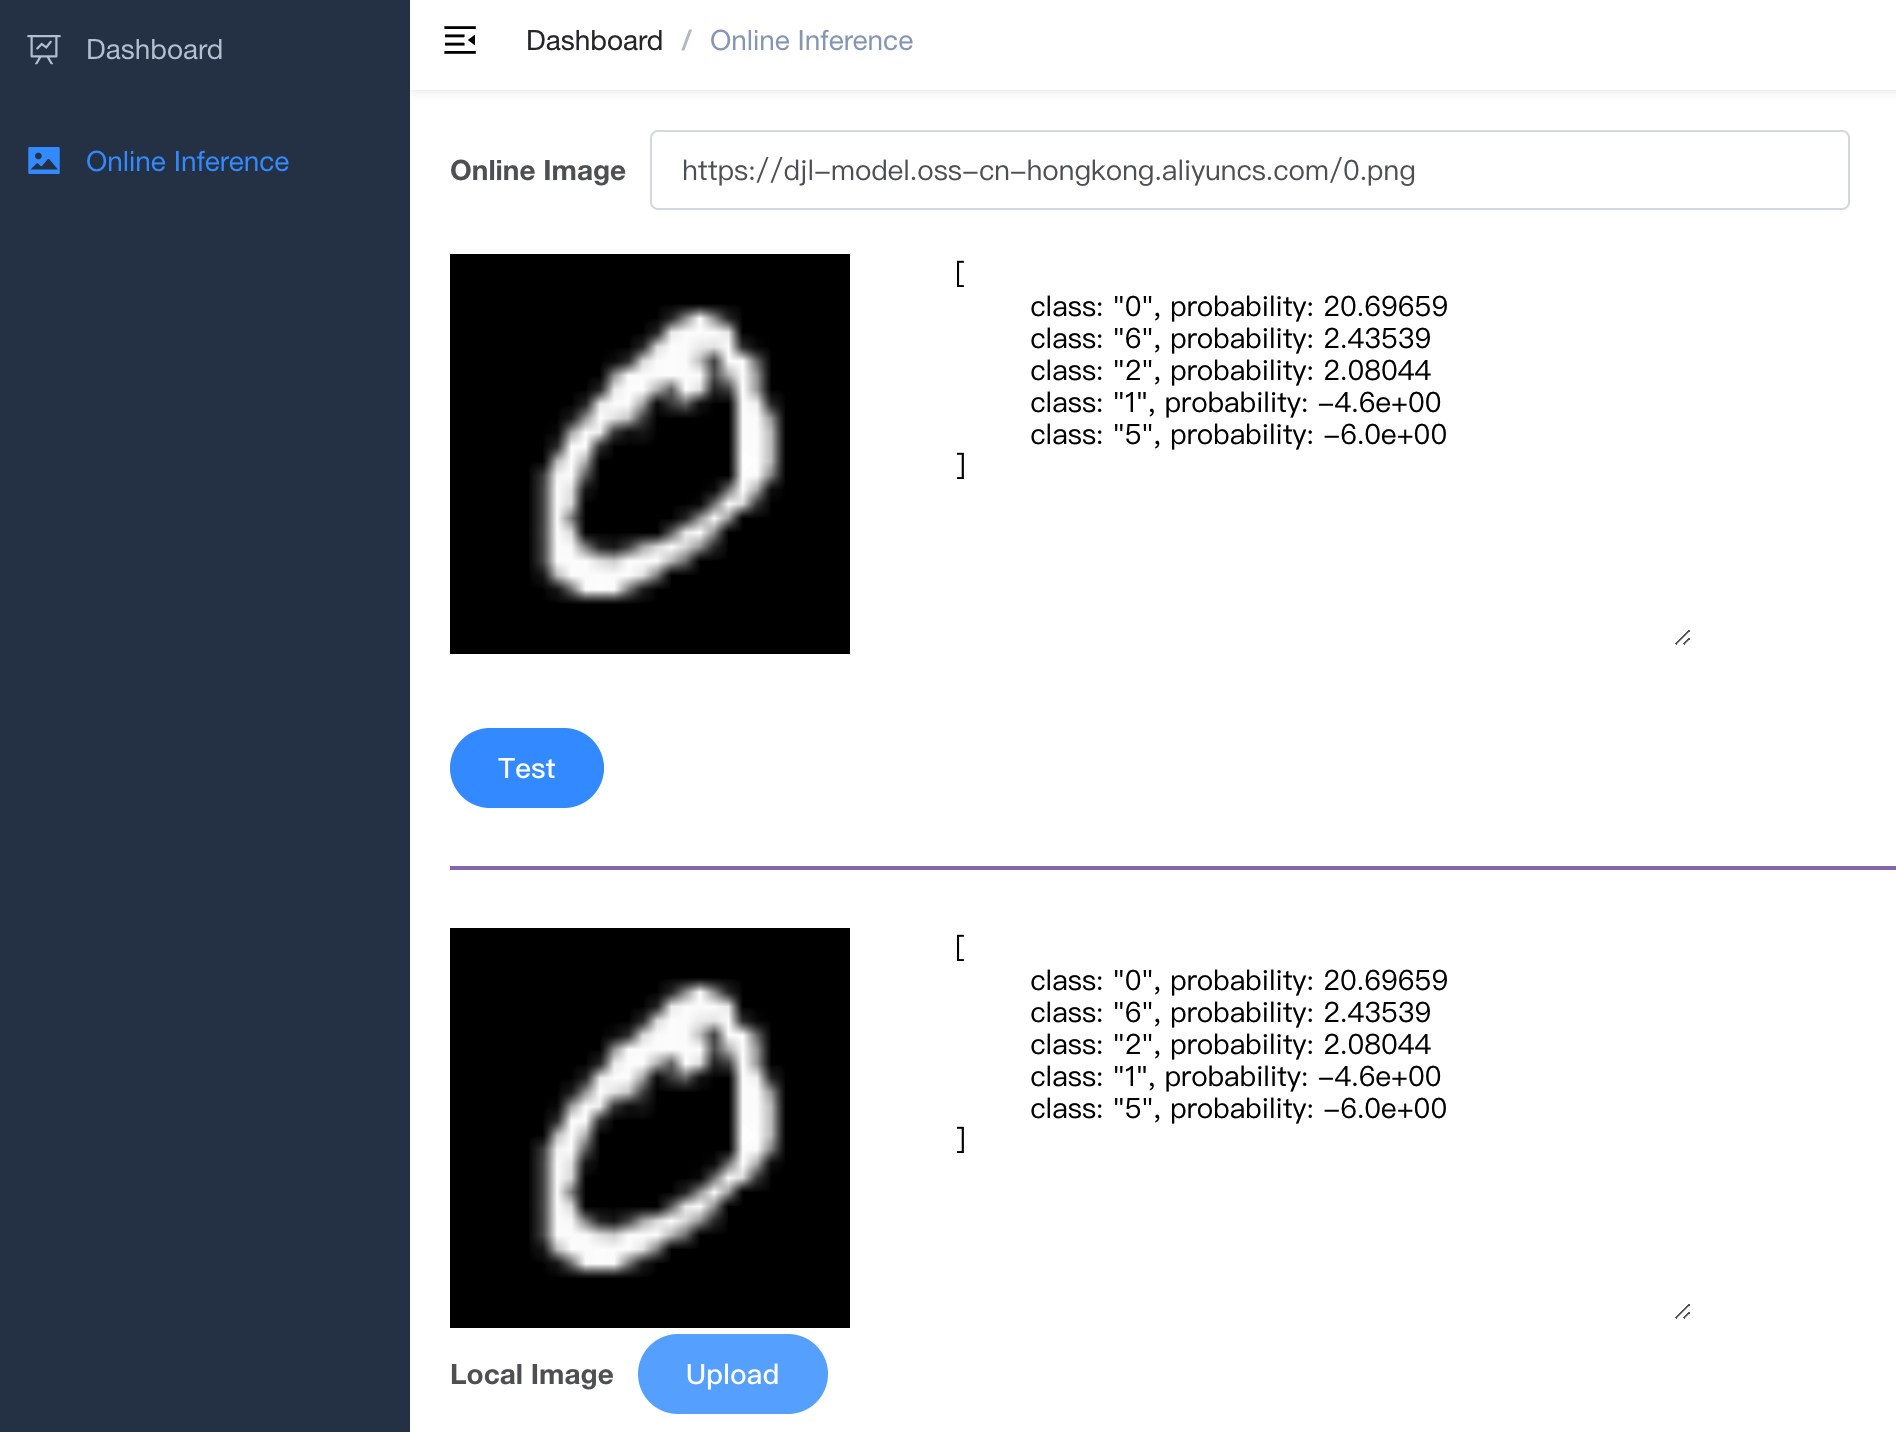 Dashboard
Online Inference
Dashboard / Online Inference
Online Image
https://djl-model.oss-cn-hongkong.aliyuncs.com/0.png
[
class: "0", probability: 20.69659
class: "6", probability: 2.43539
class: "2", probability: 2.08044
class: "1", probability: -4.6e+00
class: "5", probability: -6.0e+00
]
Test
[
class: "0", probability: 20.69659
class: "6", probability: 2.43539
class: "2", probability: 2.08044
class: "1", probability: -4.6e+00
class: "5", probability: -6.0e+00
]
Local Image
Upload